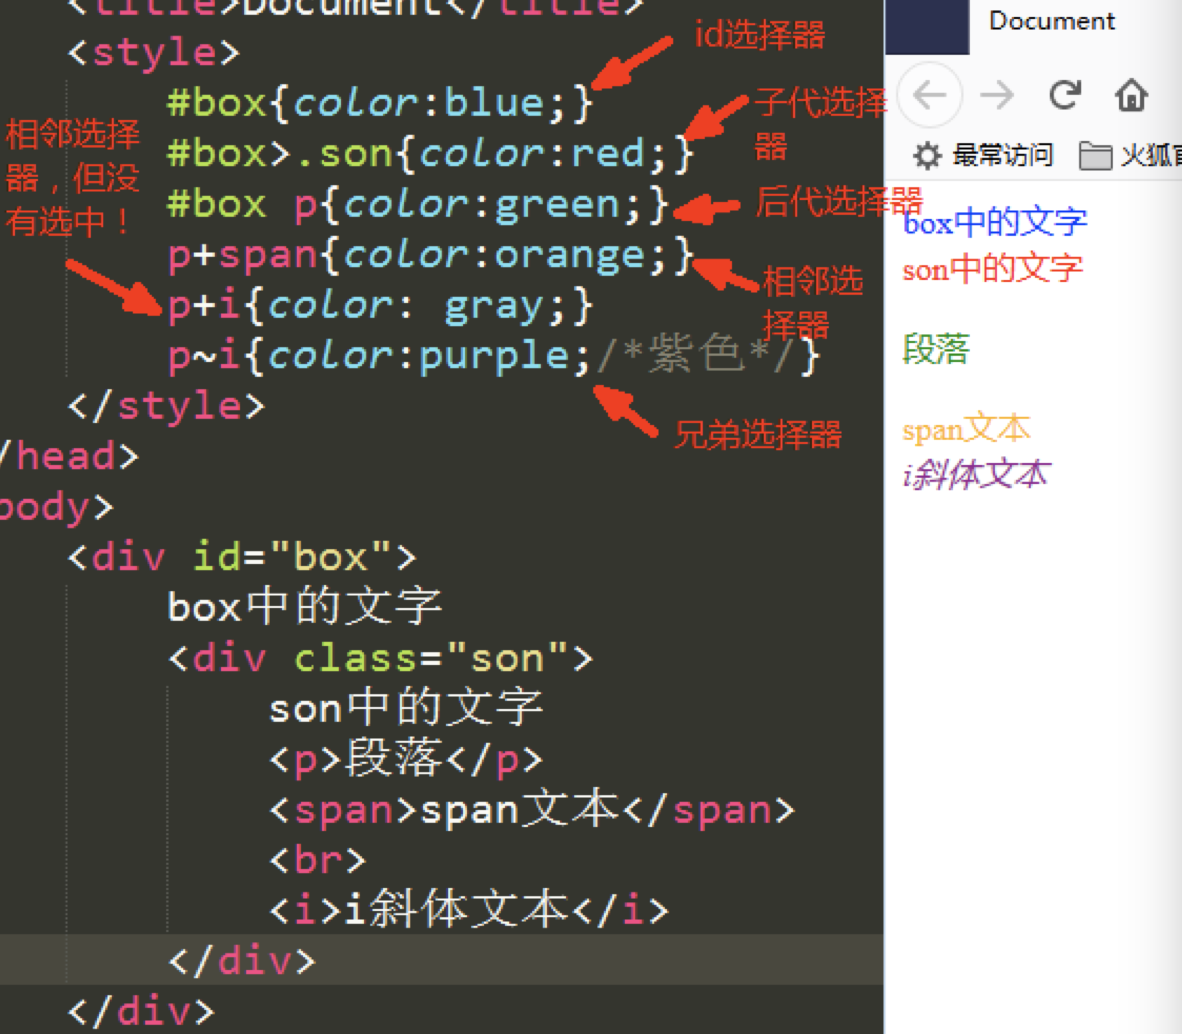 <title>Document</title>
<style>
id选择器
#box{color:blue;}
子代选择
器
#box>.son{color:red;}
相邻选择
器，但没
有选中！
#box p{color:green;}
后代选择器
p+span{color:orange;}
相邻选
择器
p+i{color: gray;}
p~i{color:purple;/*紫色*/}
</style>
兄弟选择器
/head>
body>
<div id="box">
box中的文字
<div class="son">
son中的文字
<p>段落</p>
<span>span文本</span>
<br>
<i>i斜体文本</i>
</div>
</div>
Document
最常访问 火狐官
box中的文字
son中的文字
段落
span文本
i斜体文本